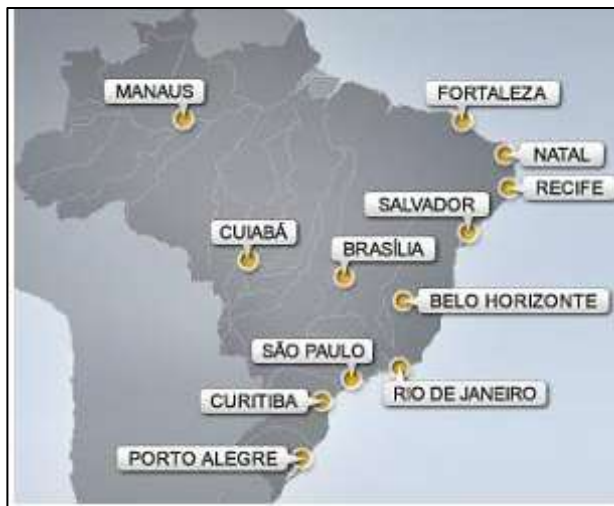 MANAUS
FORTALEZA
NATAL
RECIFE
SALVADOR
CUIABÁ
BRASÍLIA
BELO HORIZONTE
SÃO PAULO
RIO DE JANEIRO
CURITIBA
PORTO ALEGRE